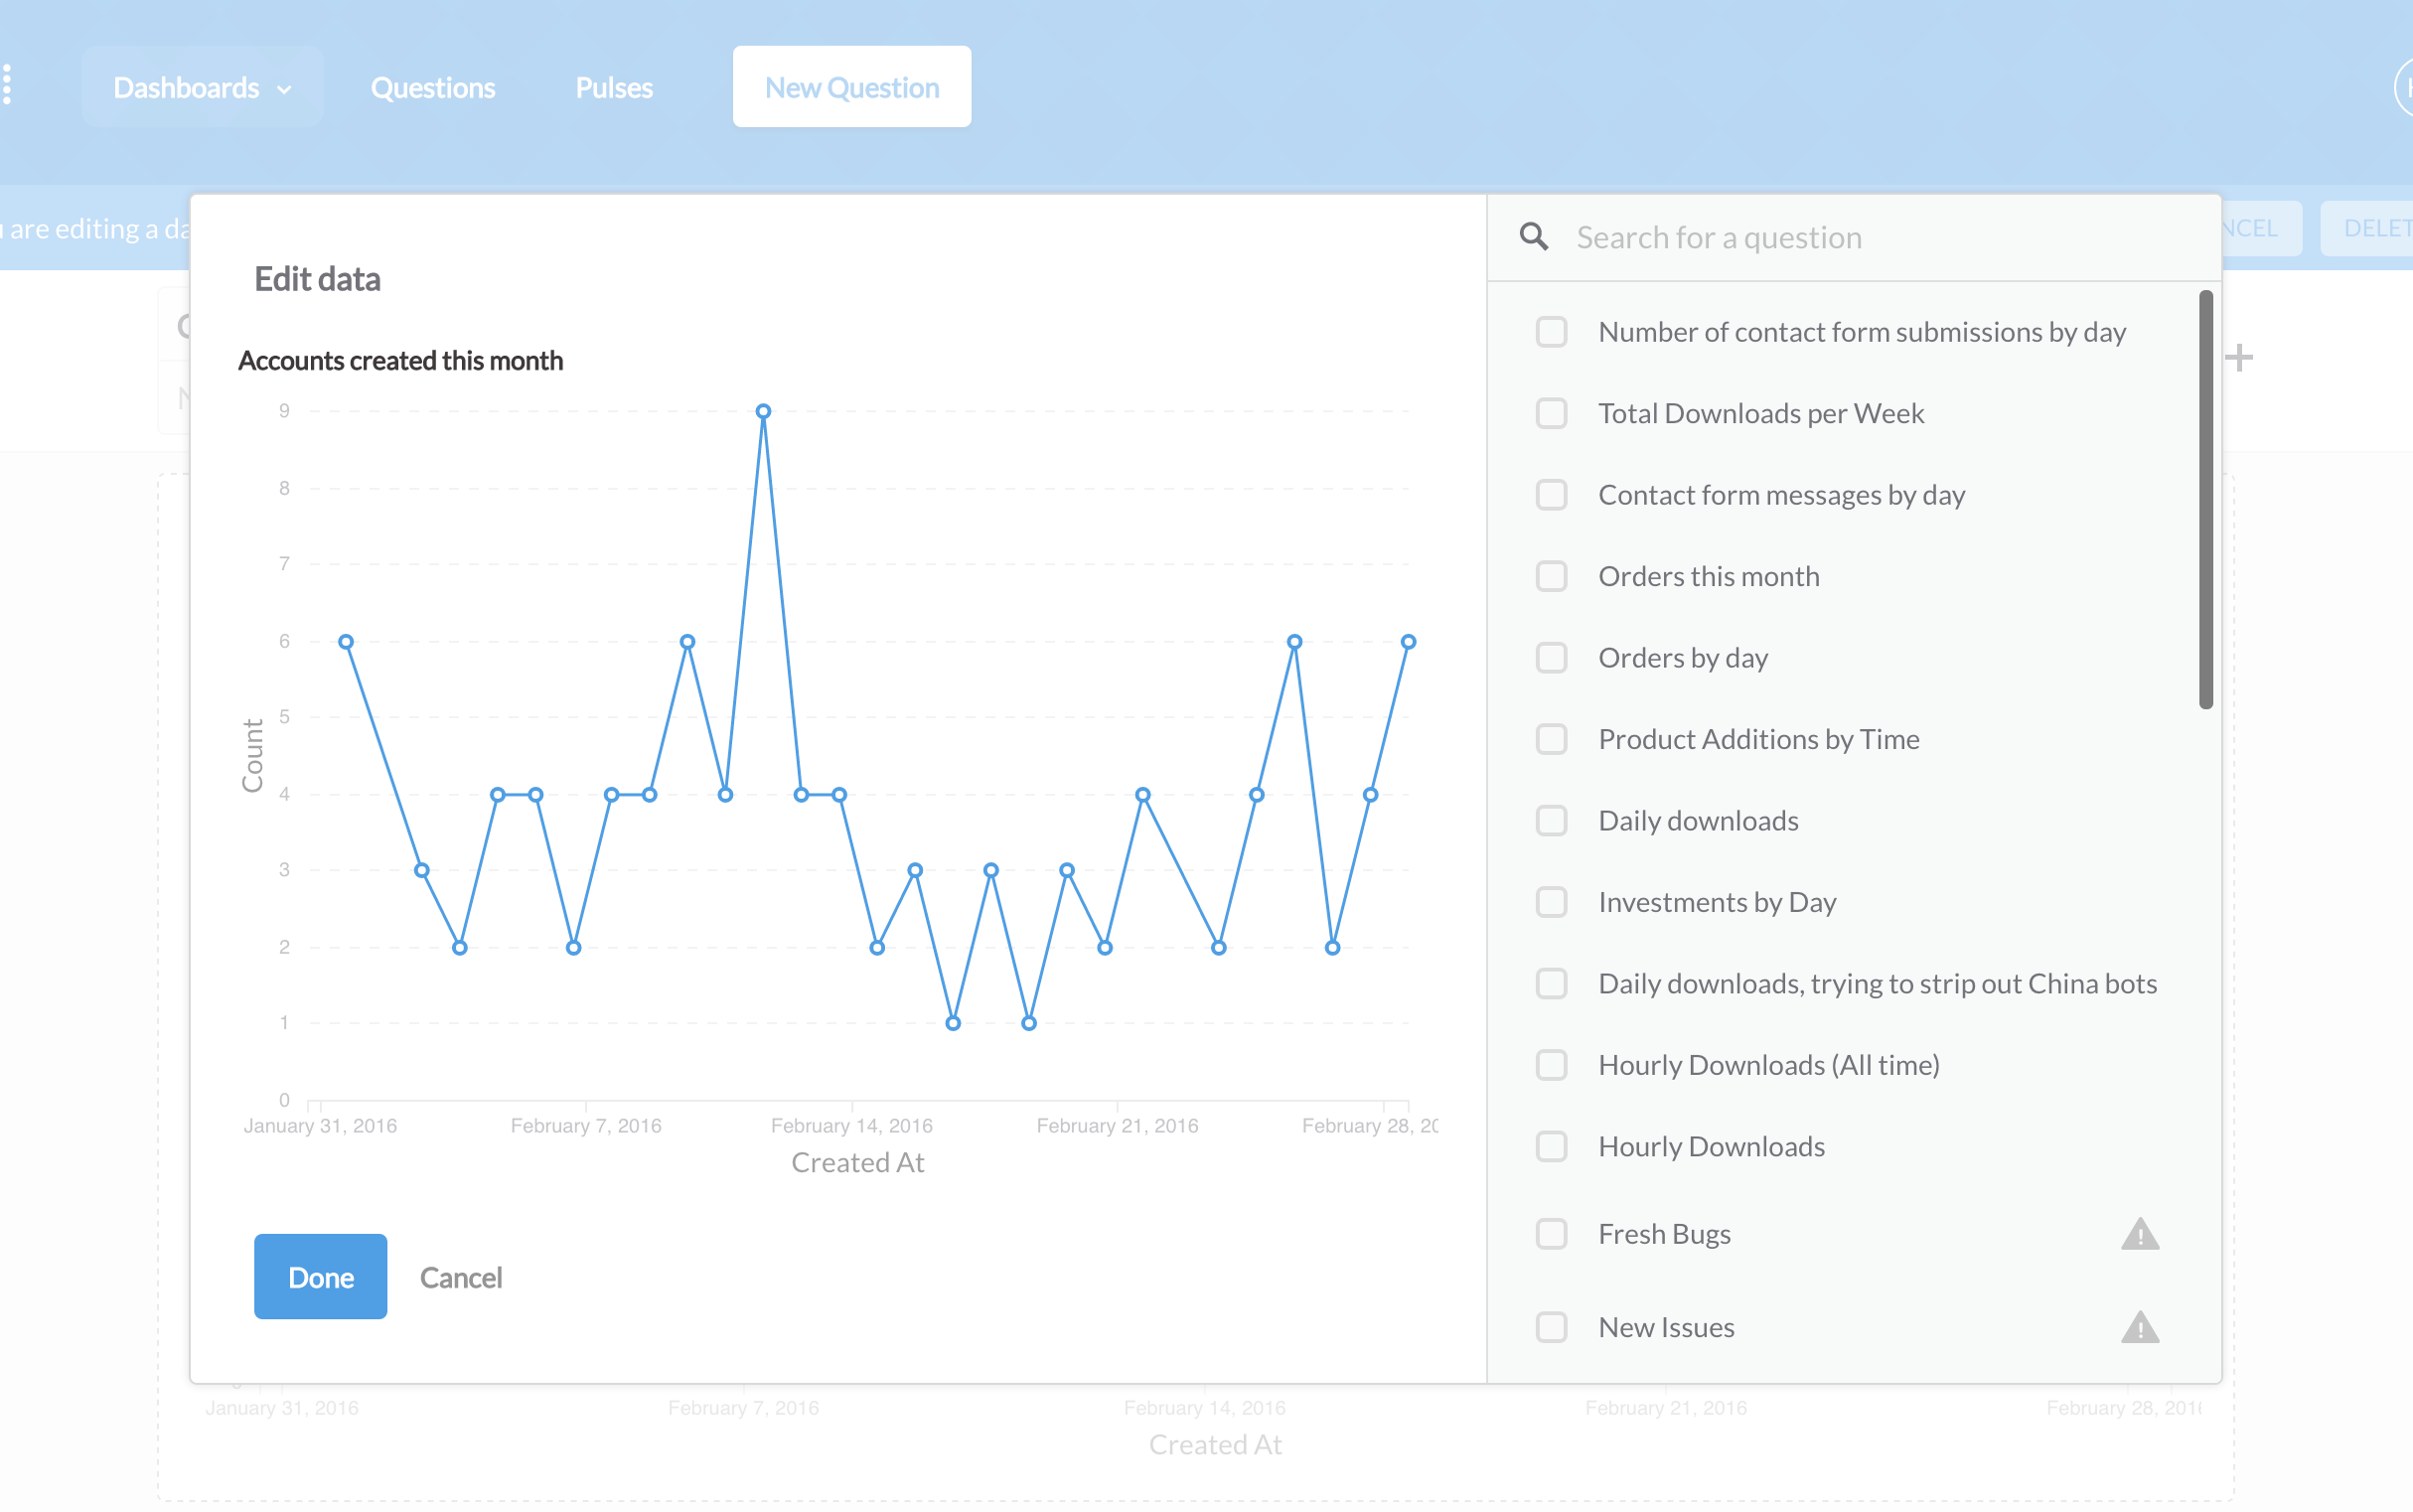 Dashboards
Questions
Pulses
New Question
are editing a da
NCEL
DELET
Edit data
Accounts created this month
9
8
7
6
5
4
3
2
1
0
Count
January 31, 2016
February 7, 2016
February 14, 2016
February 21, 2016
February 28, 20
Created At
Done
Cancel
Search for a question
Number of contact form submissions by day
Total Downloads per Week
Contact form messages by day
Orders this month
Orders by day
Product Additions by Time
Daily downloads
Investments by Day
Daily downloads, trying to strip out China bots
Hourly Downloads (All time)
Hourly Downloads
Fresh Bugs
New Issues
January 31, 2016
February 7, 2016
February 14, 2016
February 21, 2016
February 28, 201
Created At